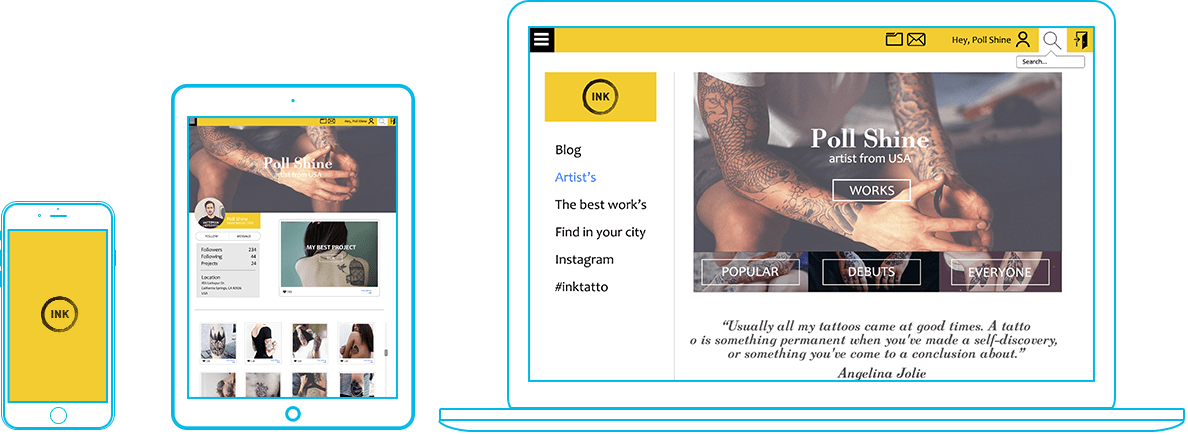 INK
Hey, Poll Shine
Poll Shine
artist from USA
Poll Shine
FOLLOW
MESSAGE
Followers 234
Following 44
Projects 24
Location
USA
MY BEST PROJECT
Hey, Poll Shine
Search...
INK
Blog
Artist’s
The best work’s
Find in your city
Instagram
#inktatto
Poll Shine
artist from USA
WORKS
POPULAR
DEBUTS
EVERYONE
“Usually all my tattoos came at good times. A tatto
o is something permanent when you've made a self-discovery,
or something you've come to a conclusion about.”
Angelina Jolie